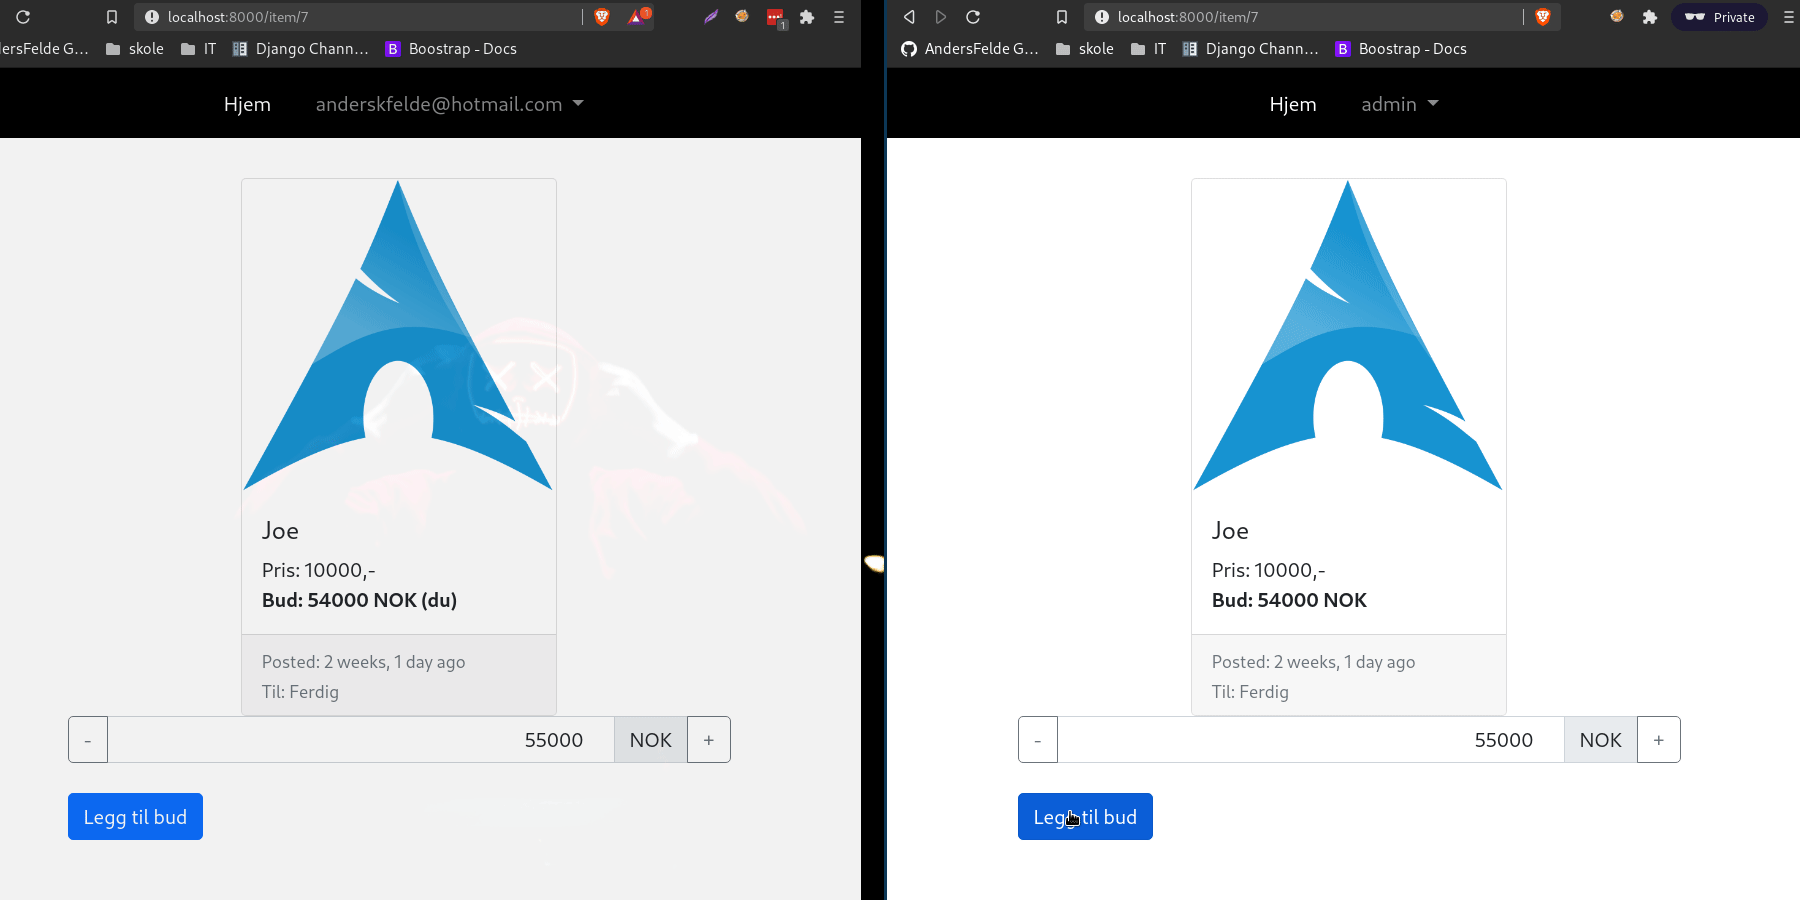 localhost:8000/item/7
1
1
dersFelde G...
skole
IT
Django Chann...
B
Boostrap - Docs
Hjem
anderskfelde@hotmail.com
Joe
Pris: 10000,-
Bud: 54000 NOK (du)
Posted: 2 weeks, 1 day ago
Til: Ferdig
- 55000 NOK +
Legg til bud
localhost:8000/item/7
Private
AndersFelde G...
skole
IT
Django Chann...
B
Boostrap - Docs
Hjem
admin
Joe
Pris: 10000,-
Bud: 54000 NOK
Posted: 2 weeks, 1 day ago
Til: Ferdig
- 55000 NOK +
Legg til bud